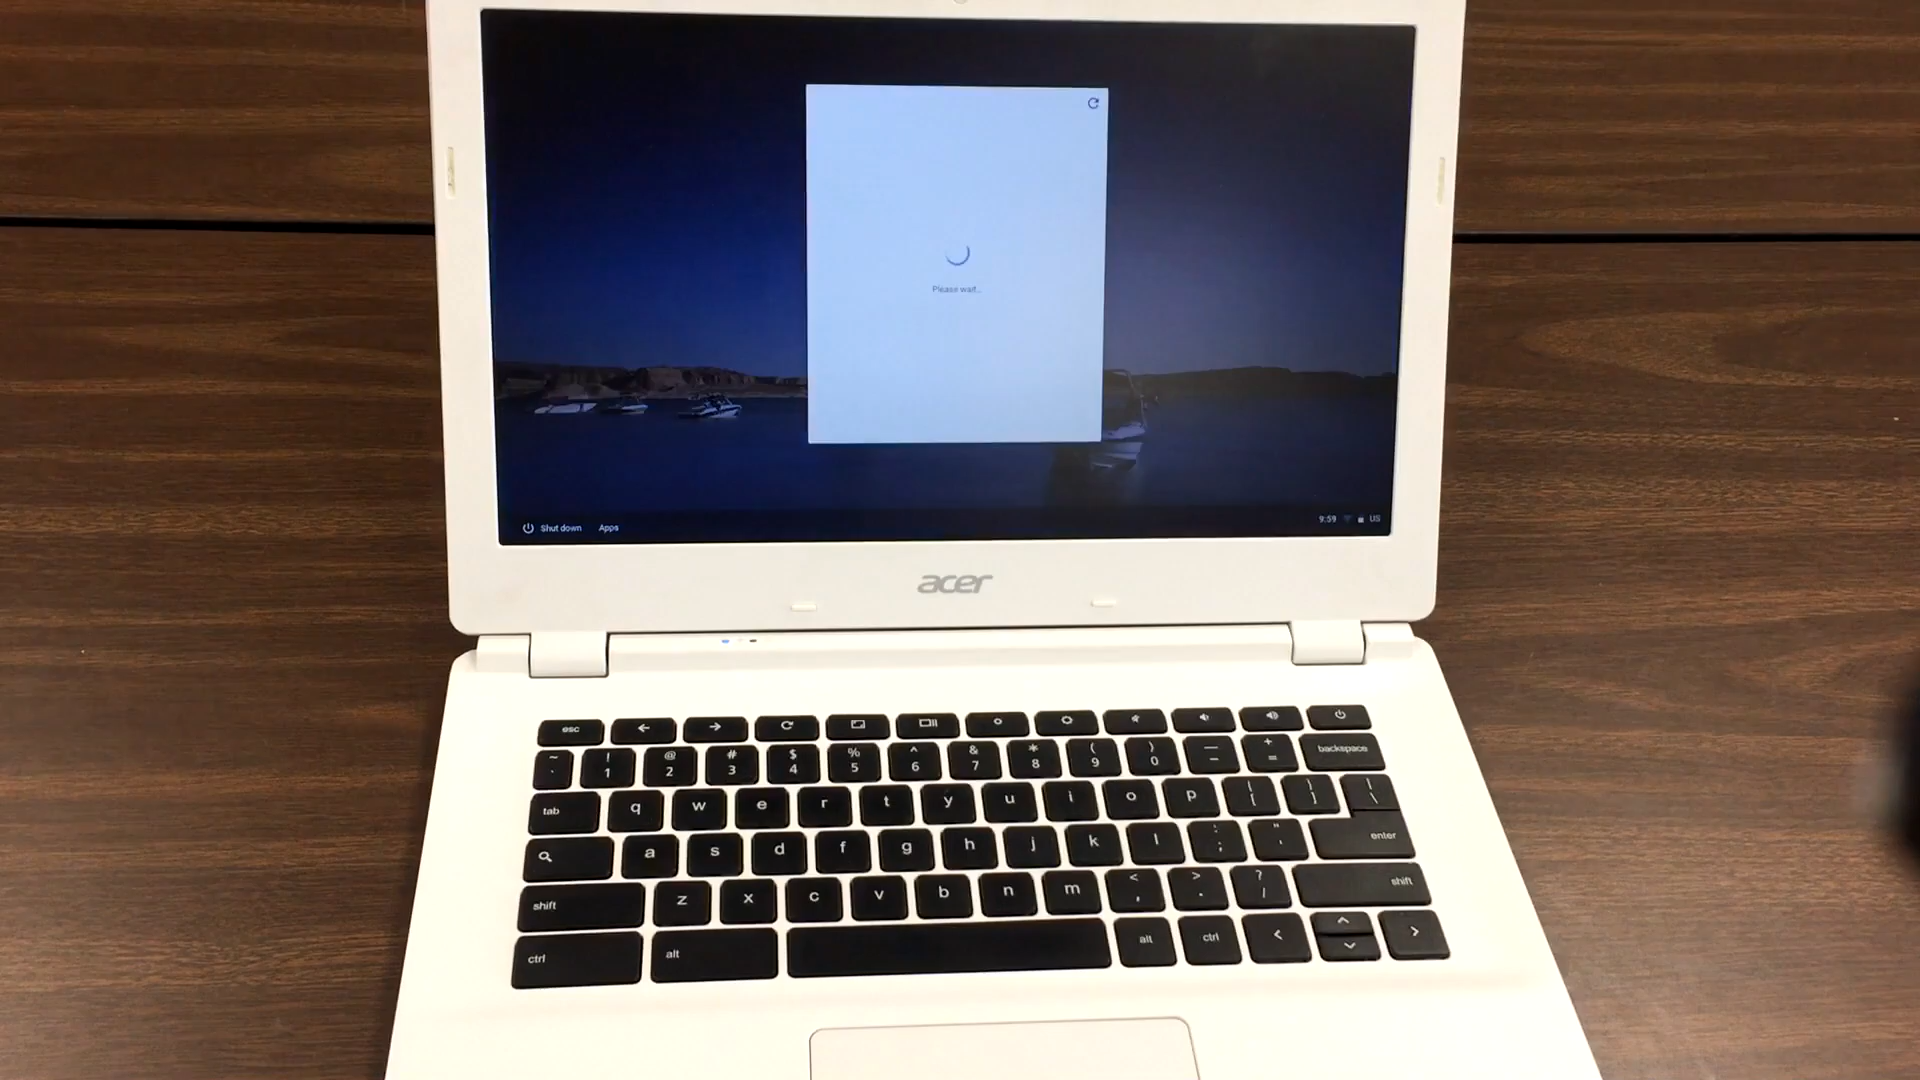 Please wait...
Shut down Apps
9:59 US
acer
esc
~ ! @ # $ % ^ & * ( ) — +
` 1 2 3 4 5 6 7 8 9 0 – = backspace
tab q w e r t y u i o p { [ } ] | \
a s d f g h j k l : ; " ' enter
shift z x c v b n m < , > . ? / shift
ctrl alt alt ctrl